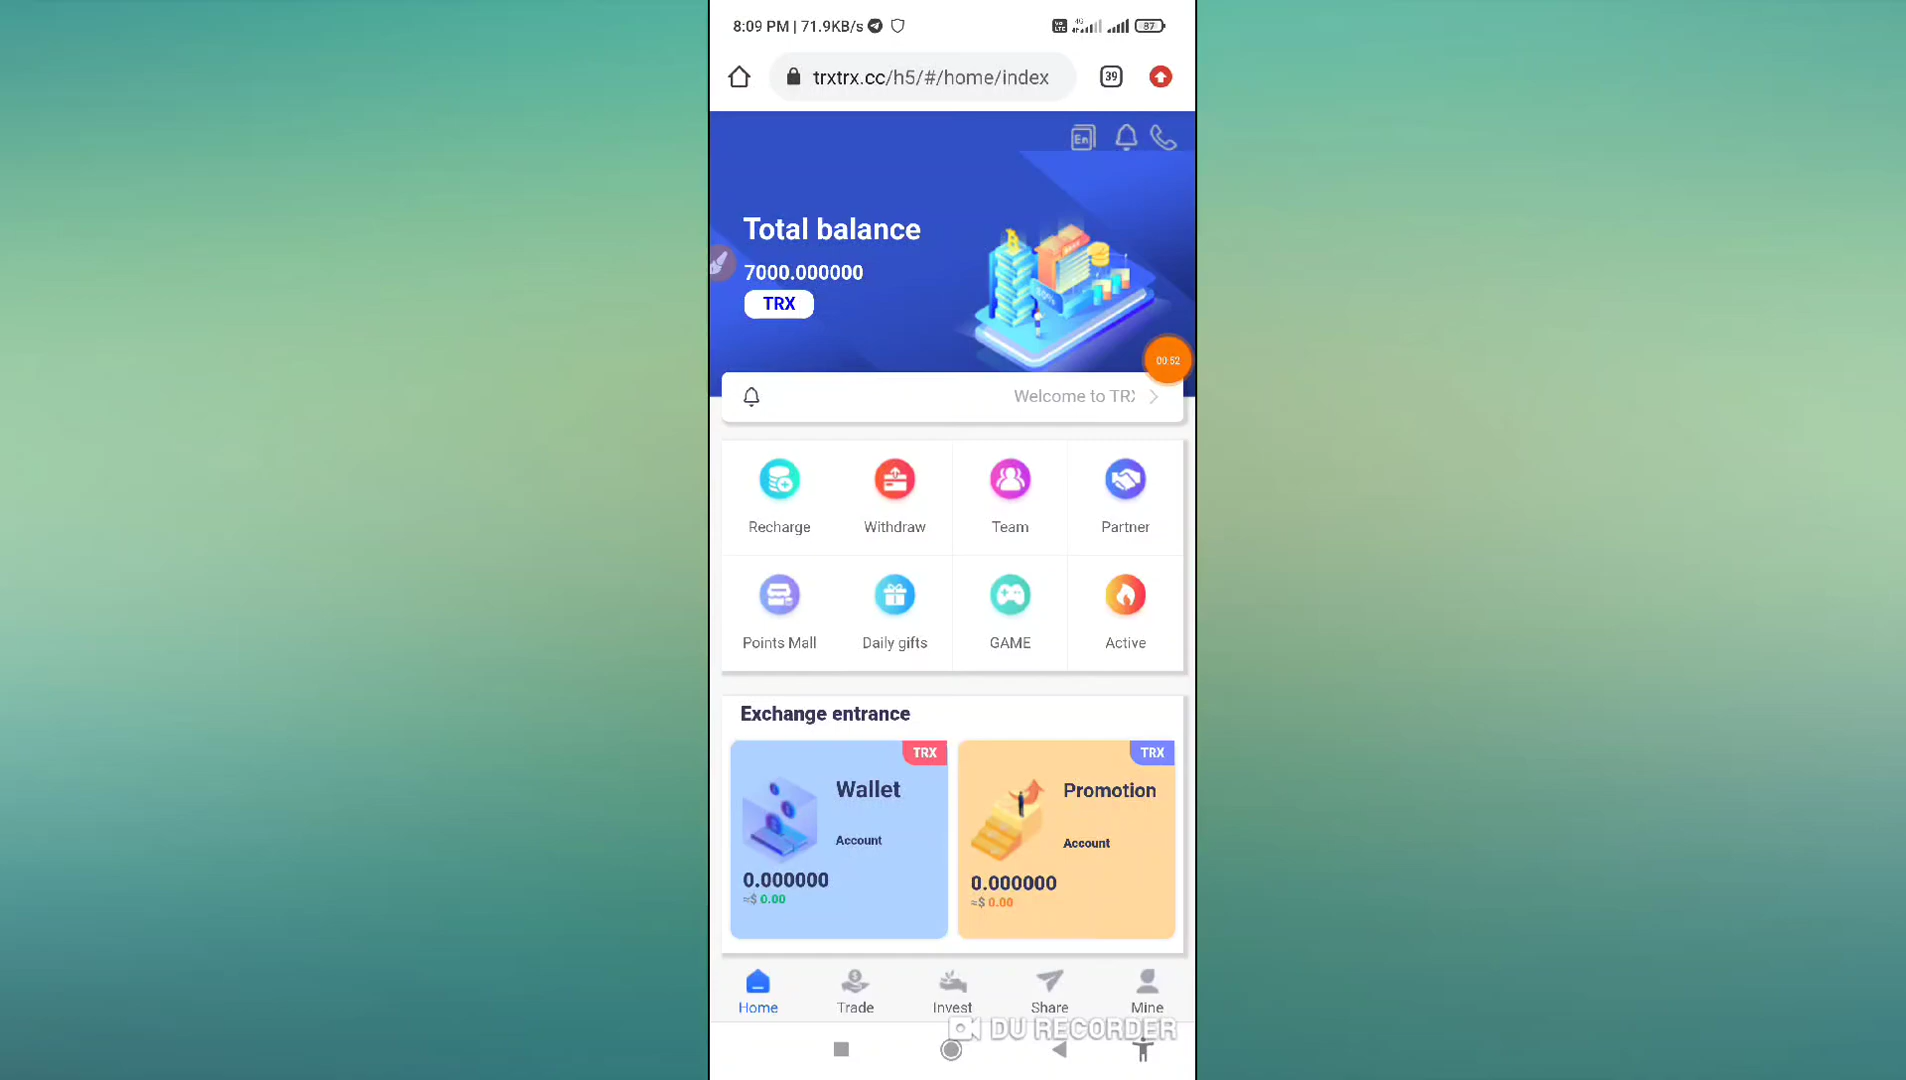 8:09 PM | 71.9KB/s
87
trxtrx.cc/h5/#/home/index
39
En
Total balance
7000.000000
TRX
00:52
Welcome to TRX
Recharge
Withdraw
Team
Partner
Points Mall
Daily gifts
GAME
Active
Exchange entrance
TRX
Wallet
Account
0.000000
≈$ 0.00
TRX
Promotion
Account
0.000000
≈$ 0.00
Home
Trade
Invest
Share
Mine
DU RECORDER